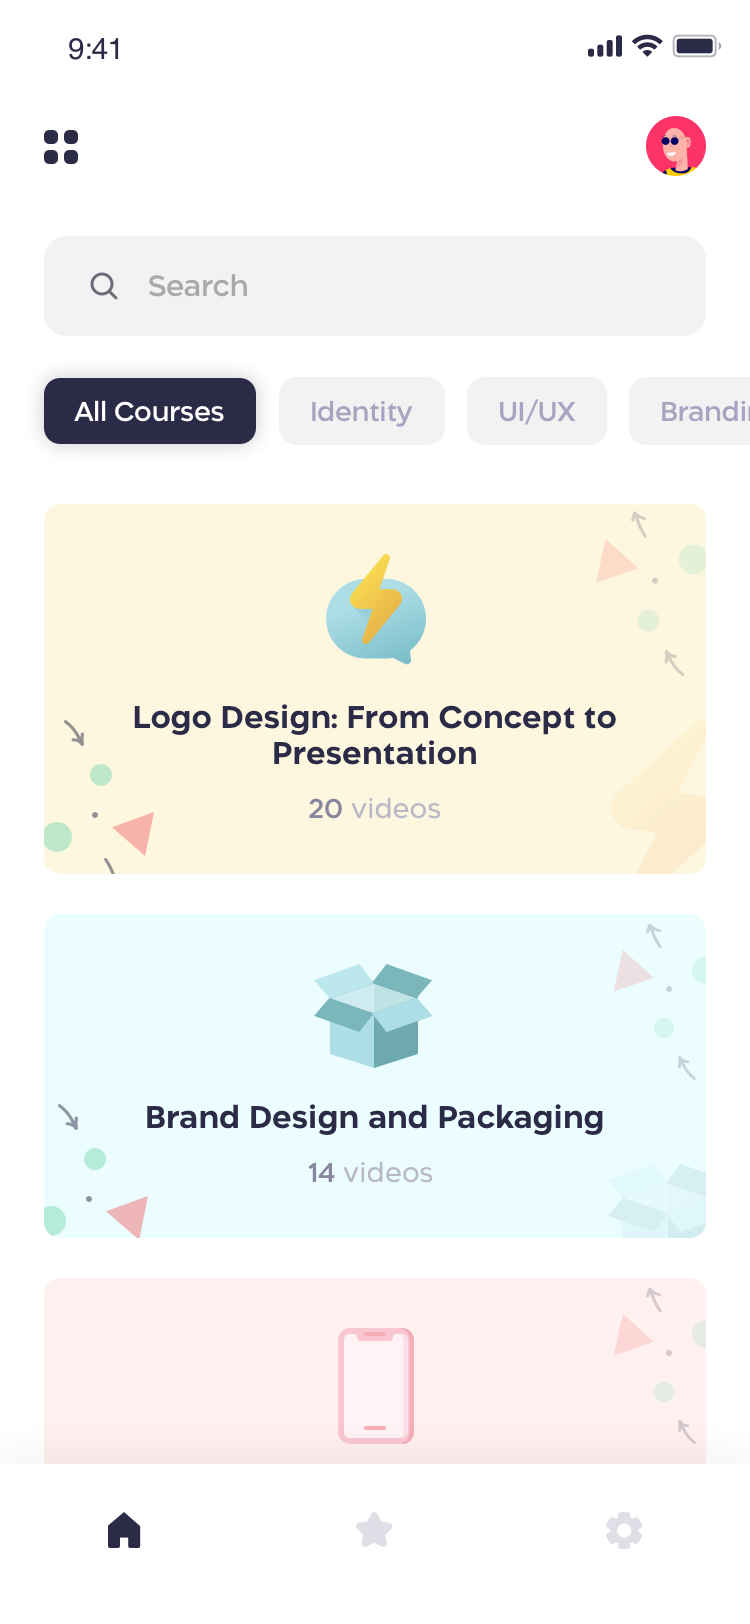 9:41
Search
All Courses
Identity
UI/UX
Logo Design: From Concept to
Presentation
20 videos
Brand Design and Packaging
14 videos